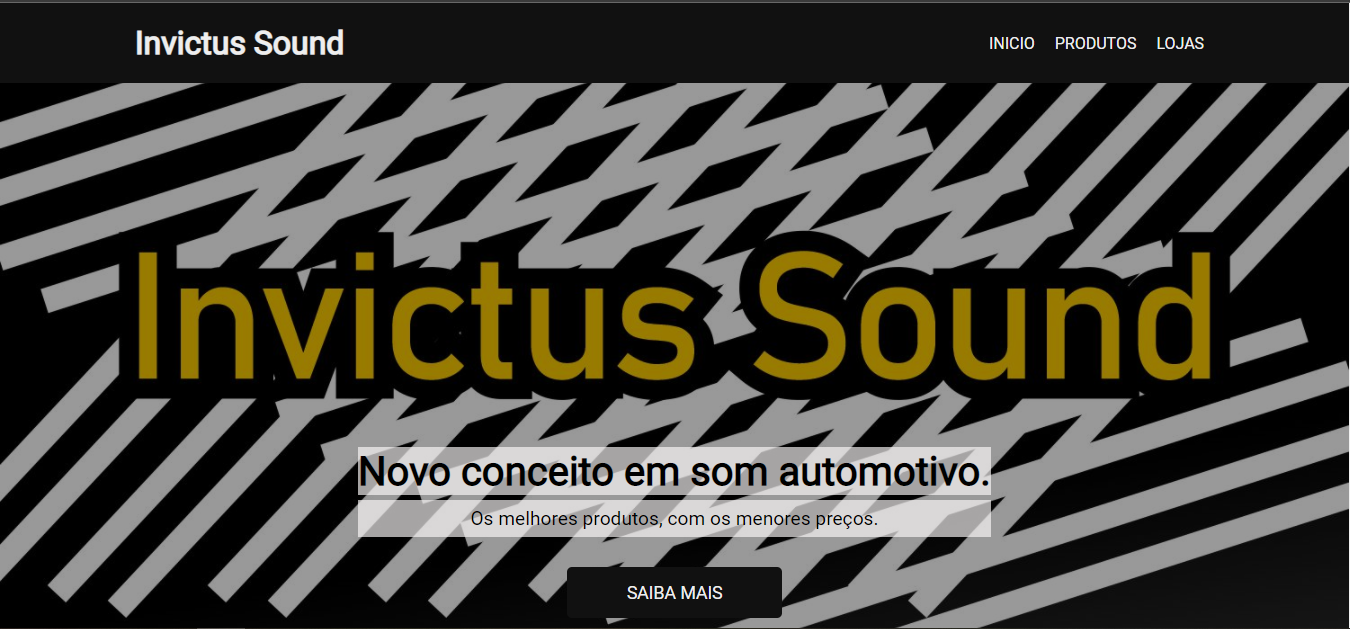 Invictus Sound
INICIO PRODUTOS LOJAS
Invictus Sound
Novo conceito em som automotivo.
Os melhores produtos, com os menores preços.
SAIBA MAIS